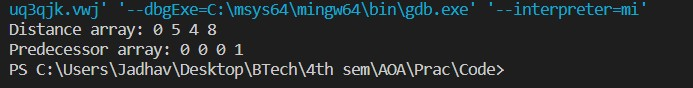 uq3qjk.vwj' '--dbgExe=C:\msys64\mingw64\bin\gdb.exe' '--interpreter=mi'
Distance array: 0 5 4 8
Predecessor array: 0 0 0 1
PS C:\Users\Jadhav\Desktop\BTech\4th sem\AOA\Prac\Code>